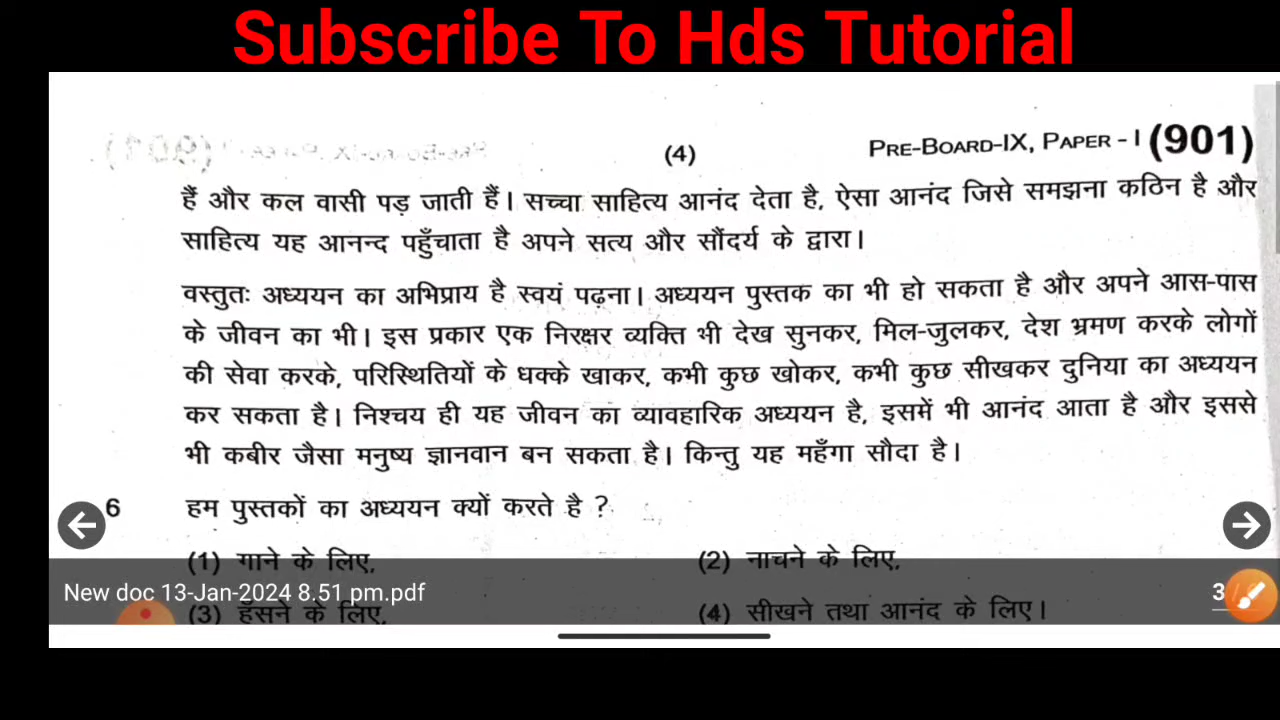 Subscribe To Hds Tutorial
(4)
PRE-BOARD-IX, PAPER - I (901)
हैं और कल वासी पड़ जाती हैं। सच्चा साहित्य आनंद देता है, ऐसा आनंद जिसे समझना कठिन है और
साहित्य यह आनन्द पहुँचाता है अपने सत्य और सौंदर्य के द्वारा।
वस्तुतः अध्ययन का अभिप्राय है स्वयं पढ़ना। अध्ययन पुस्तक का भी हो सकता है और अपने आस-पास
के जीवन का भी। इस प्रकार एक निरक्षर व्यक्ति भी देख सुनकर, मिल-जुलकर, देश भ्रमण करके लोगों
की सेवा करके, परिस्थितियों के धक्के खाकर, कभी कुछ खोकर, कभी कुछ सीखकर दुनिया का अध्ययन
कर सकता है। निश्चय ही यह जीवन का व्यावहारिक अध्ययन है, इसमें भी आनंद आता है और इससे
भी कबीर जैसा मनुष्य ज्ञानवान बन सकता है। किन्तु यह महँगा सौदा है।
6 हम पुस्तकों का अध्ययन क्यों करते है ?
(1) गाने के लिए, (2) नाचने के लिए,
New doc 13-Jan-2024 8.51 pm.pdf 3
(3) हँसने के लिए, (4) सीखने तथा आनंद के लिए।